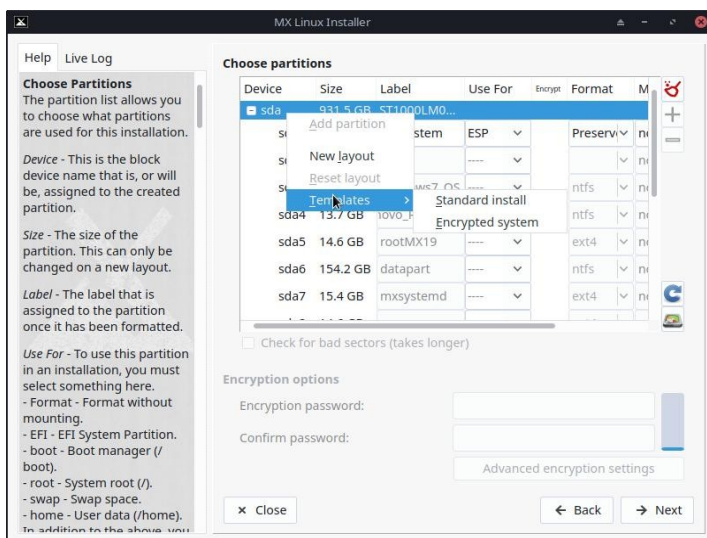 MX Linux Installer
Help Live Log
Choose Partitions
The partition list allows you
to choose what partitions
are used for this installation.
Device - This is the block
device name that is, or will
be, assigned to the created
partition.
Size - The size of the
partition. This can only be
changed on a new layout.
Label - The label that is
assigned to the partition
once it has been formatted.
Use For - To use this partition
in an installation, you must
select something here.
- Format - Format without
mounting.
- EFI - EFI System Partition.
- boot - Boot manager (/
boot).
- root - System root (/).
- swap - Swap space.
- home - User data (/home).
In addition to the above, you
Choose partitions
Device Size Label Use For Encrypt Format M
sda 931.5 GB ST1000LM0...
Add partition
stem ESP Preserv
New layout
----
Reset layout
ws7_OS ---- ntfs
Templates Standard install
Encrypted system
sda4 13.7 GB ntfs
sda5 14.6 GB rootMX19 ---- ext4
sda6 154.2 GB datapart ---- ntfs
sda7 15.4 GB mxsystemd ---- ext4
Check for bad sectors (takes longer)
Encryption options
Encryption password:
Confirm password:
Advanced encryption settings
Close
Back
Next